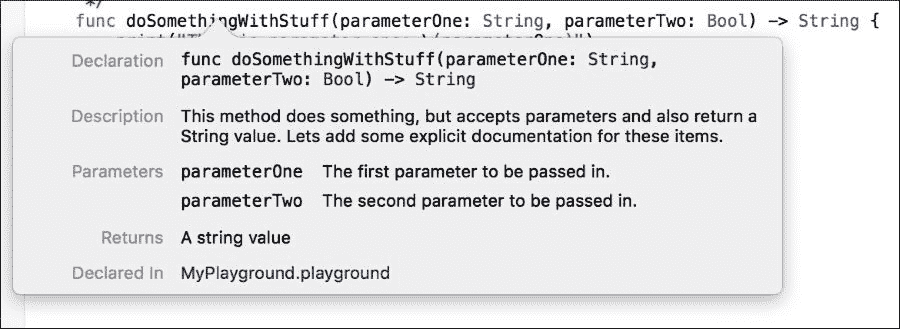 */
func doSomethingWithStuff(parameterOne: String, parameterTwo: Bool) -> String {
Declaration func doSomethingWithStuff(parameterOne: String,
parameterTwo: Bool) -> String
Description This method does something, but accepts parameters and also return a
String value. Lets add some explicit documentation for these items.
Parameters parameterOne The first parameter to be passed in.
parameterTwo The second parameter to be passed in.
Returns A string value
Declared In MyPlayground.playground